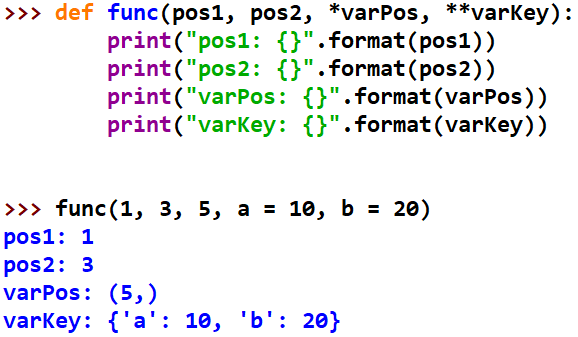 >>> def func(pos1, pos2, *varPos, **varKey):
        print("pos1: {}".format(pos1))
        print("pos2: {}".format(pos2))
        print("varPos: {}".format(varPos))
        print("varKey: {}".format(varKey))
>>> func(1, 3, 5, a = 10, b = 20)
pos1: 1
pos2: 3
varPos: (5,)
varKey: {'a': 10, 'b': 20}